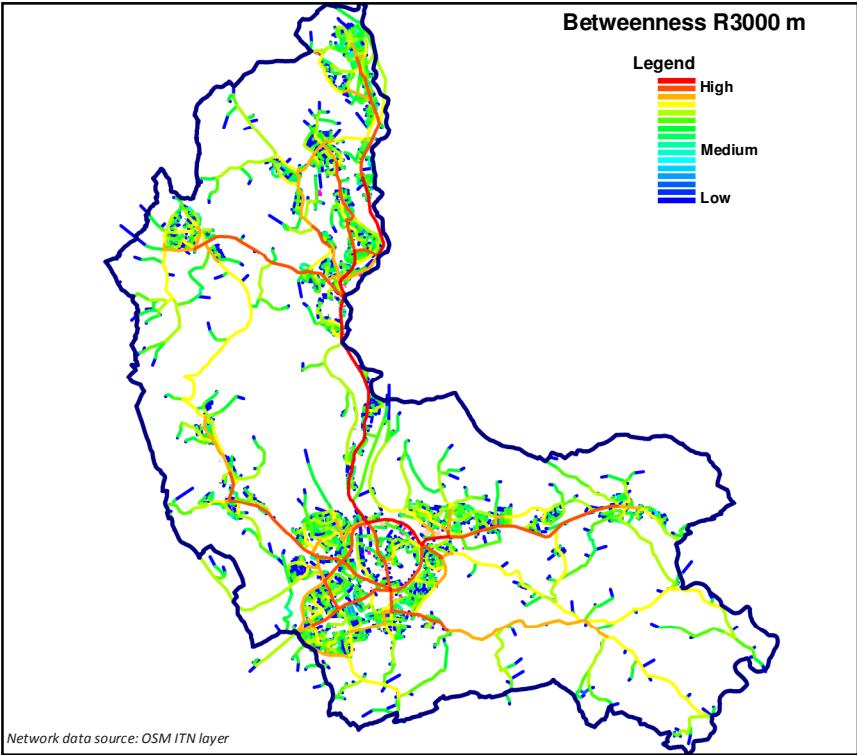 Betweenness R3000 m
Legend
High
Medium
Low
Network data source: OSM ITN layer